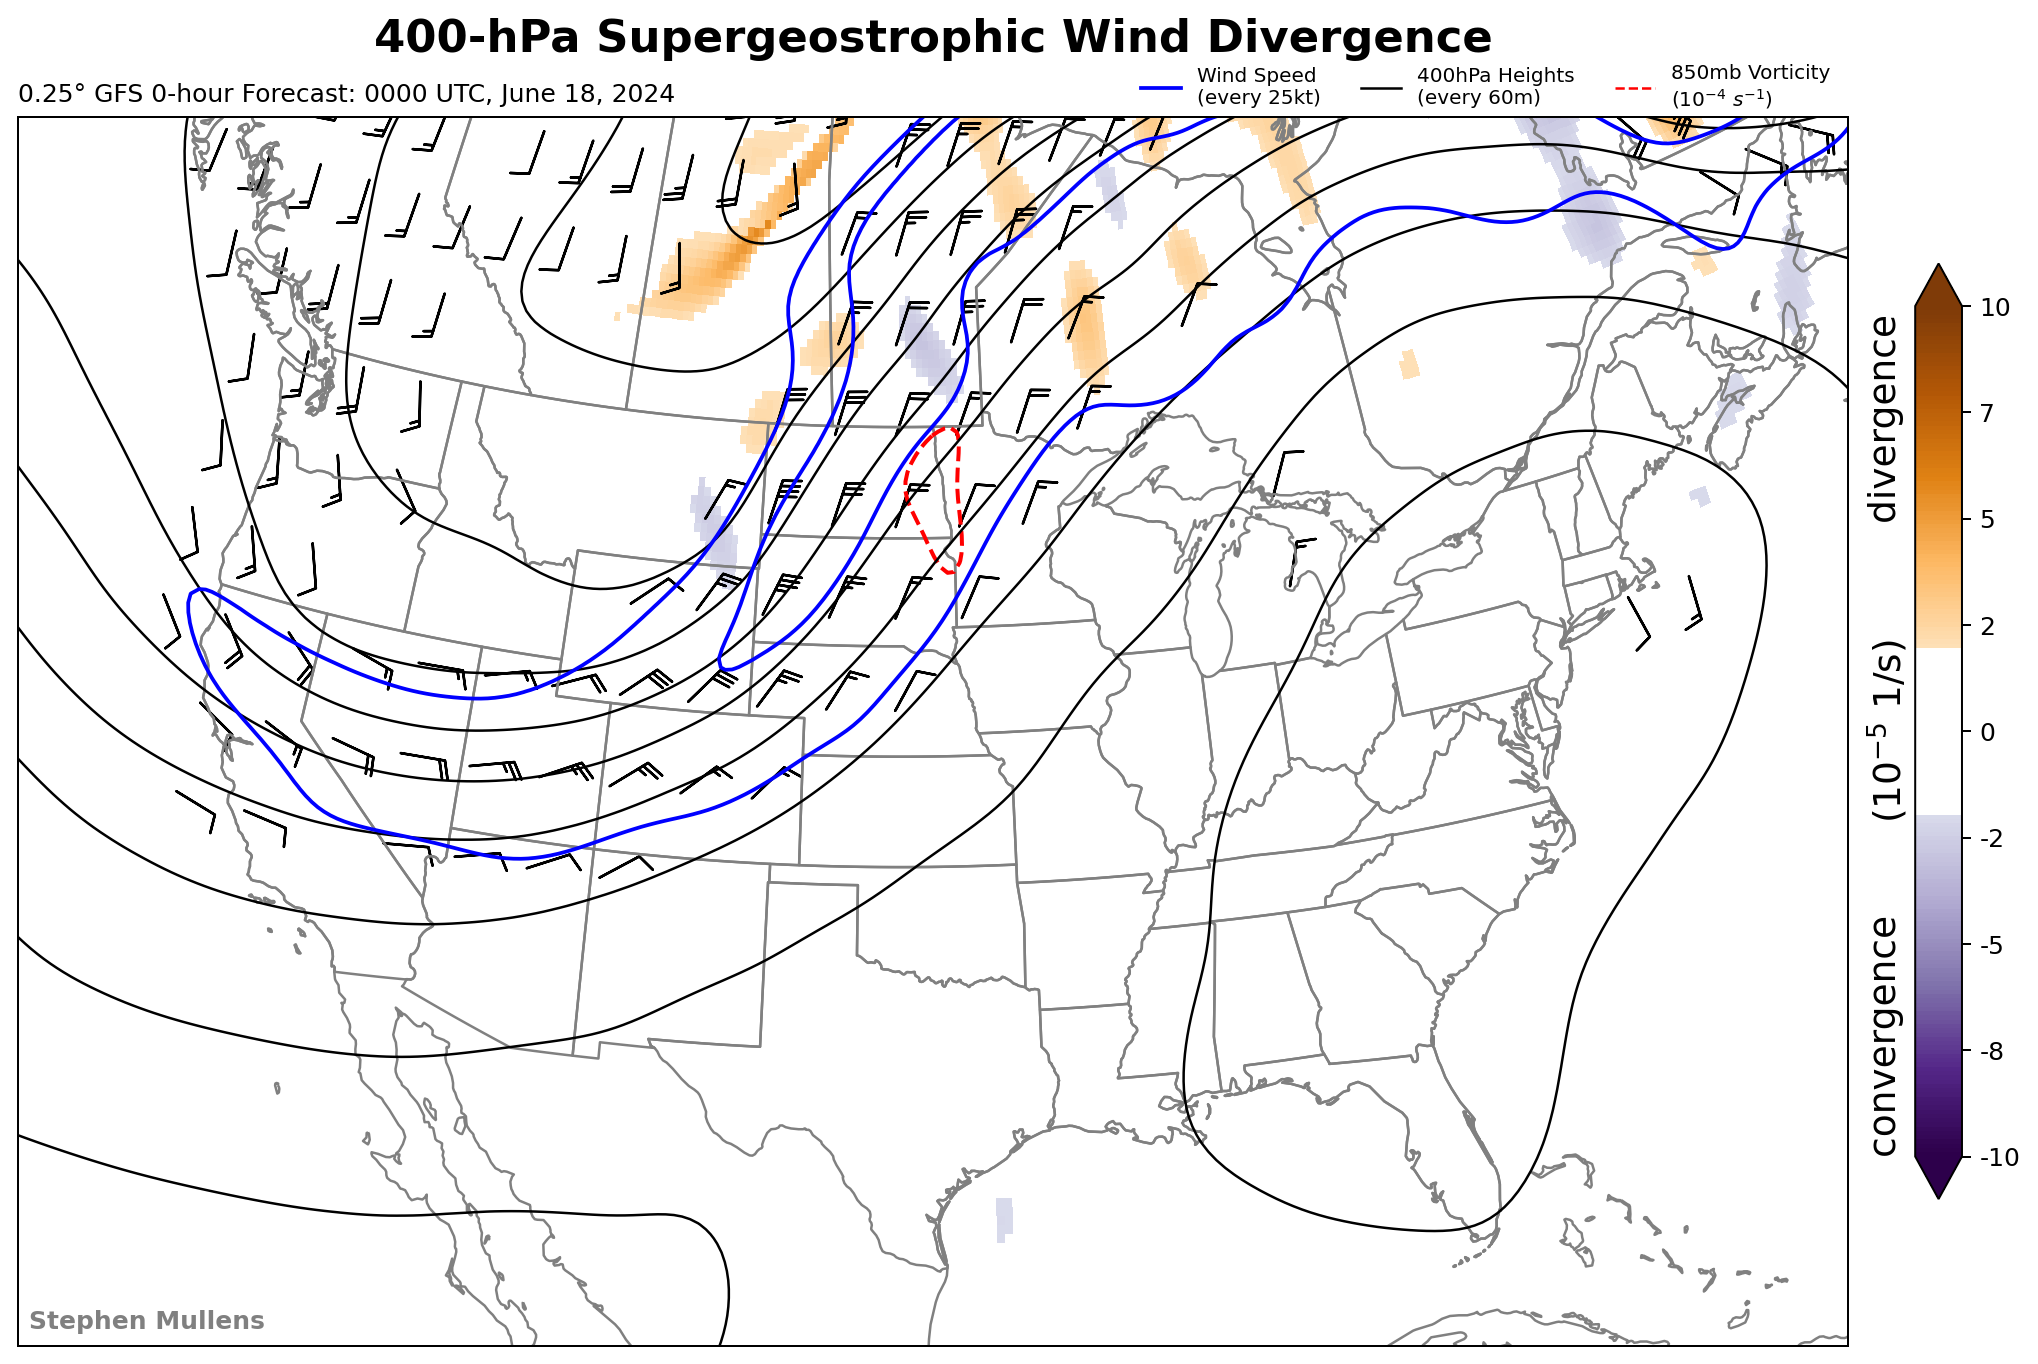 400-hPa Supergeostrophic Wind Divergence
0.25° GFS 0-hour Forecast: 0000 UTC, June 18, 2024
Wind Speed
(every 25kt)
400hPa Heights
(every 60m)
850mb Vorticity
(10⁻⁴ s⁻¹)
10
7
5
2
0
-2
-5
-8
-10
convergence (10⁻⁵ 1/s) divergence
Stephen Mullens